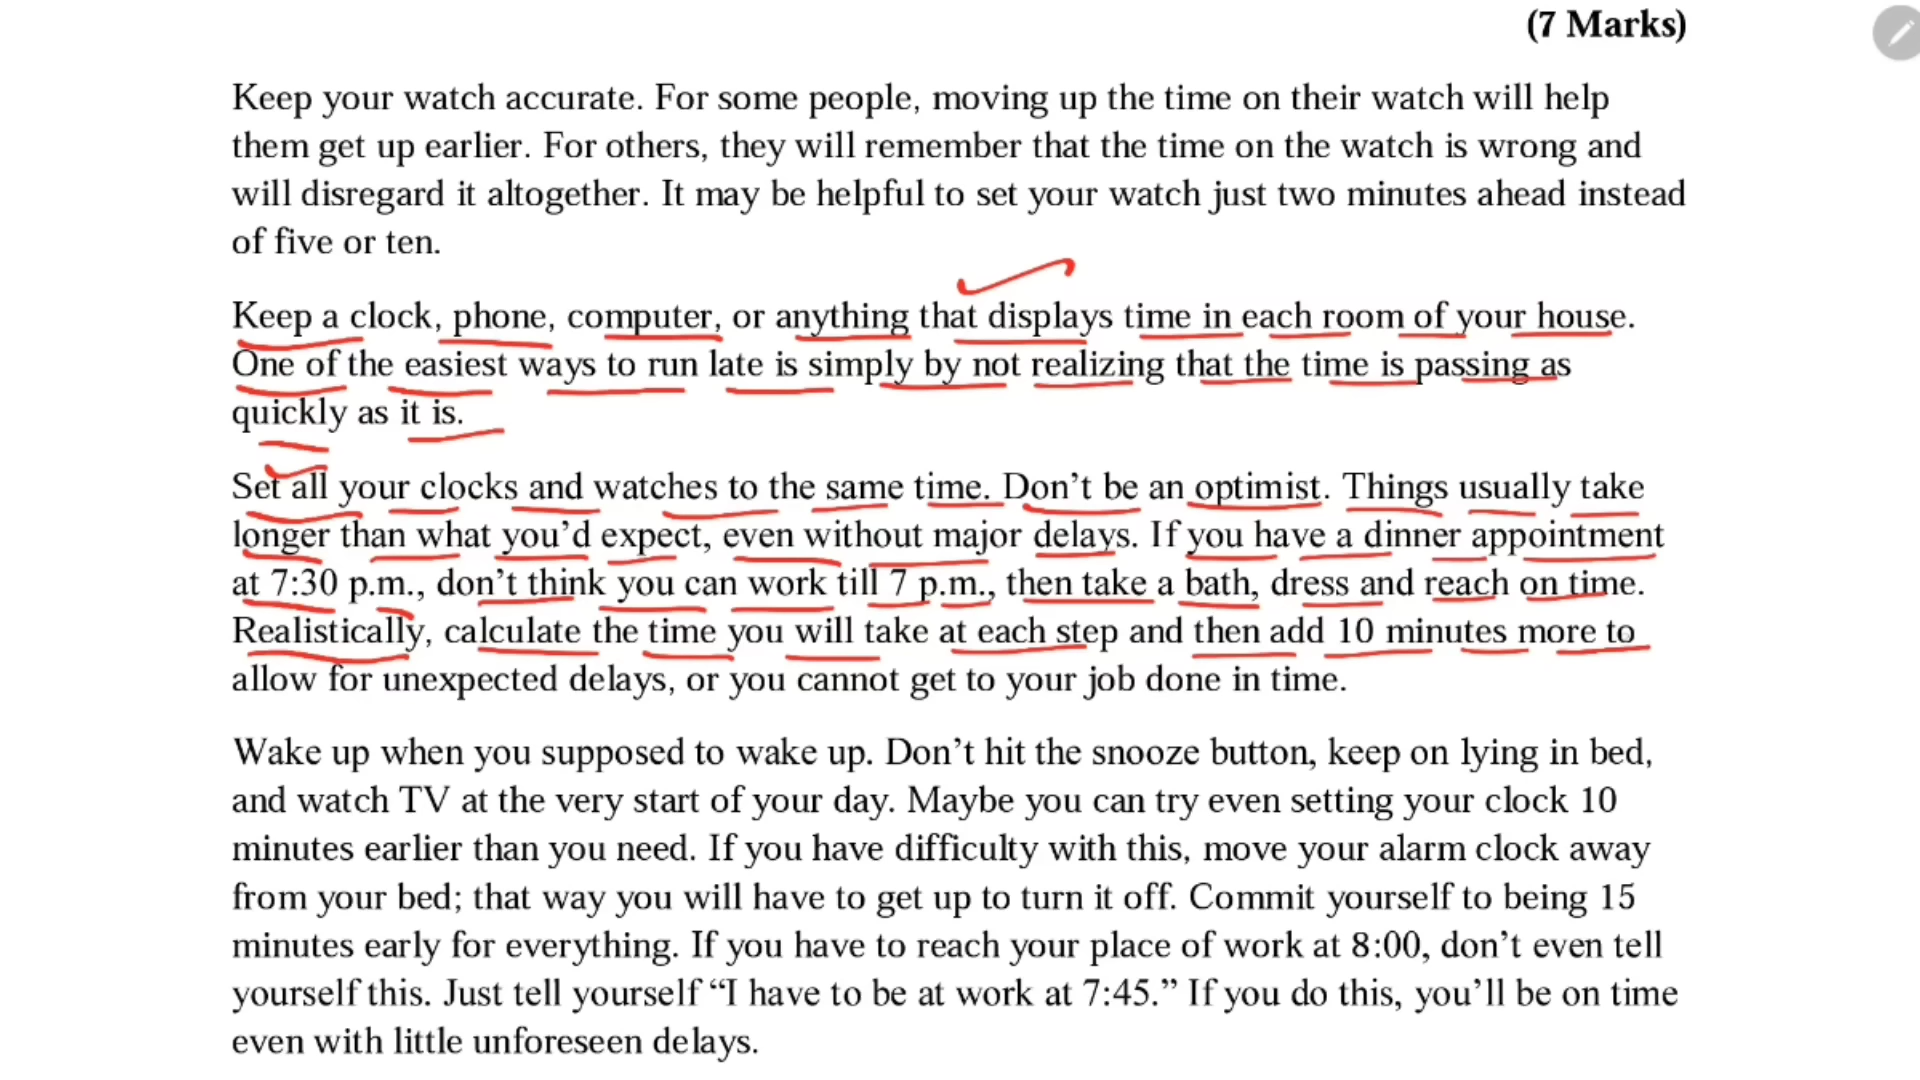 (7 Marks)
Keep your watch accurate. For some people, moving up the time on their watch will help
them get up earlier. For others, they will remember that the time on the watch is wrong and
will disregard it altogether. It may be helpful to set your watch just two minutes ahead instead
of five or ten.
Keep a clock, phone, computer, or anything that displays time in each room of your house.
One of the easiest ways to run late is simply by not realizing that the time is passing as
quickly as it is.
Set all your clocks and watches to the same time. Don’t be an optimist. Things usually take
longer than what you’d expect, even without major delays. If you have a dinner appointment
at 7:30 p.m., don’t think you can work till 7 p.m., then take a bath, dress and reach on time.
Realistically, calculate the time you will take at each step and then add 10 minutes more to
allow for unexpected delays, or you cannot get to your job done in time.
Wake up when you supposed to wake up. Don’t hit the snooze button, keep on lying in bed,
and watch TV at the very start of your day. Maybe you can try even setting your clock 10
minutes earlier than you need. If you have difficulty with this, move your alarm clock away
from your bed; that way you will have to get up to turn it off. Commit yourself to being 15
minutes early for everything. If you have to reach your place of work at 8:00, don’t even tell
yourself this. Just tell yourself “I have to be at work at 7:45.” If you do this, you’ll be on time
even with little unforeseen delays.